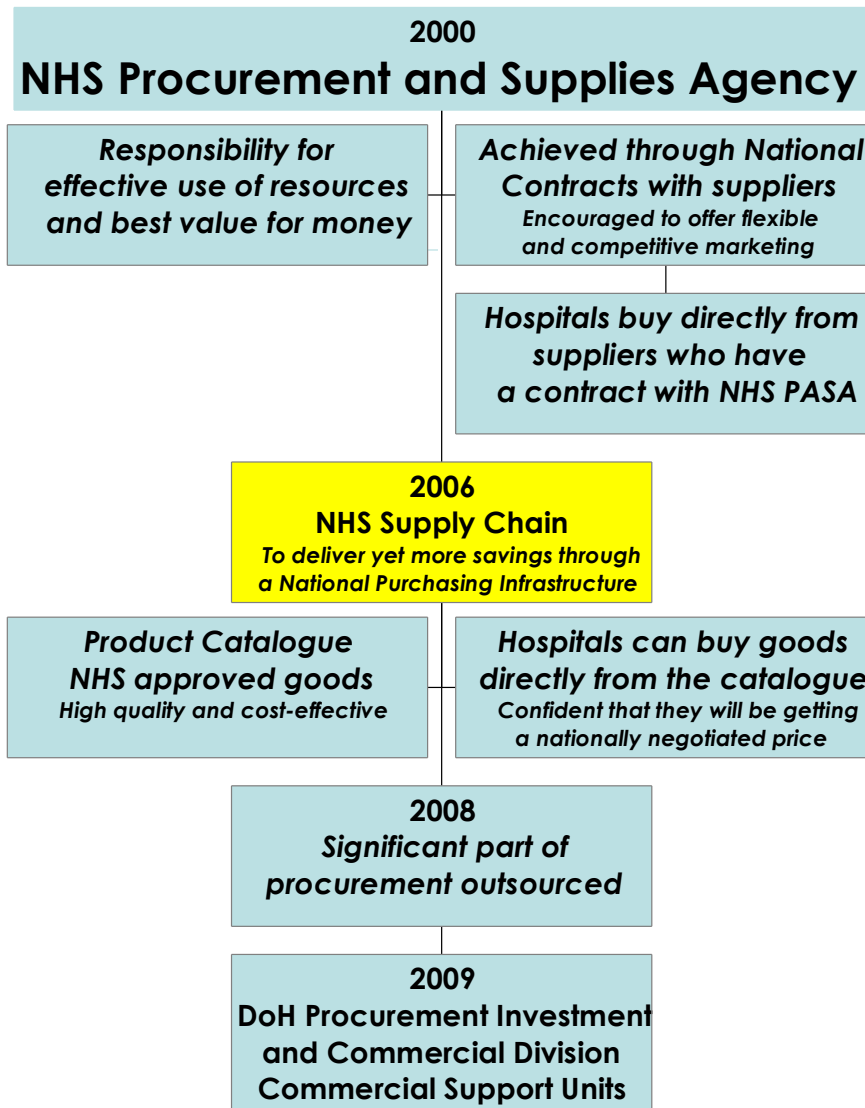 2000
NHS Procurement and Supplies Agency
Responsibility for
effective use of resources
and best value for money
Achieved through National
Contracts with suppliers
Encouraged to offer flexible
and competitive marketing
Hospitals buy directly from
suppliers who have
a contract with NHS PASA
2006
NHS Supply Chain
To deliver yet more savings through
a National Purchasing Infrastructure
Product Catalogue
NHS approved goods
High quality and cost-effective
Hospitals can buy goods
directly from the catalogue
Confident that they will be getting
a nationally negotiated price
2008
Significant part of
procurement outsourced
2009
DoH Procurement Investment
and Commercial Division
Commercial Support Units